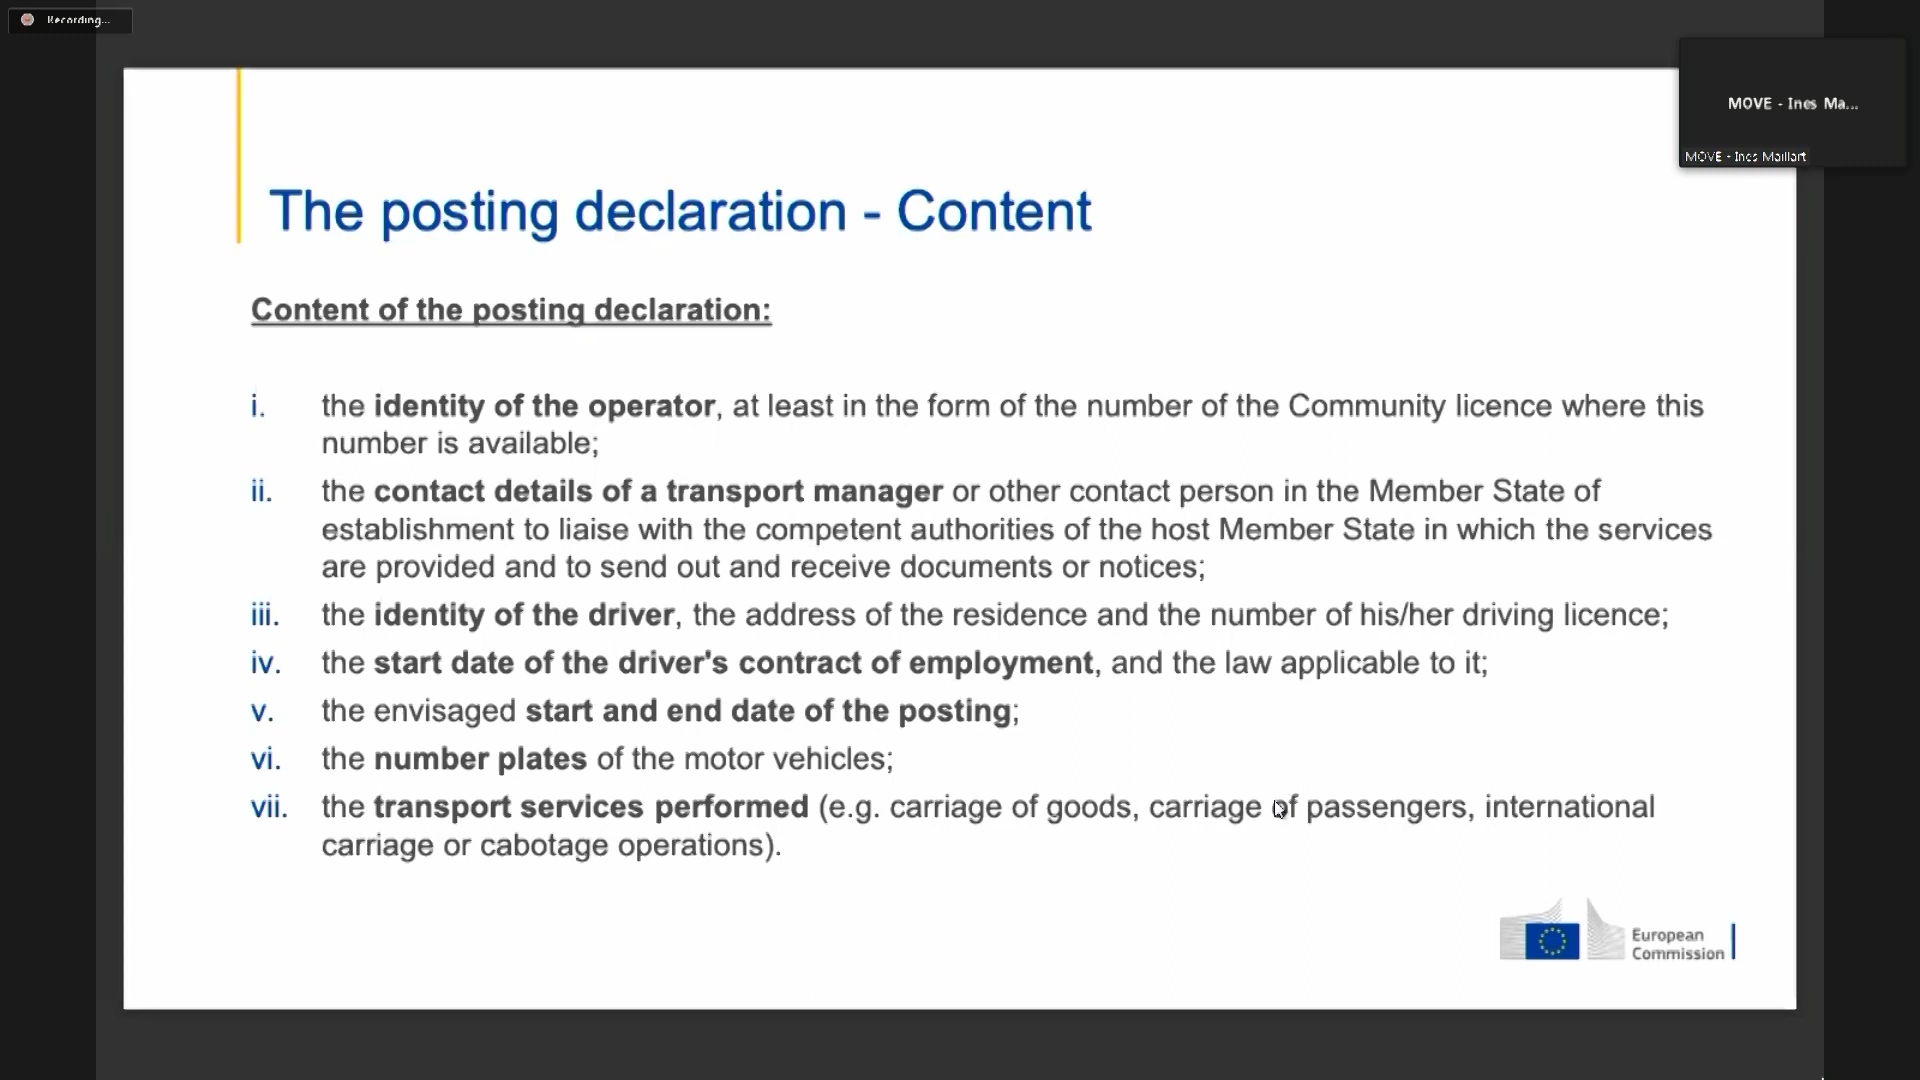 Recording...
MOVE - Ines Ma...
MOVE - Ines Maillart
The posting declaration - Content
Content of the posting declaration:
i. the identity of the operator, at least in the form of the number of the Community licence where this
number is available;
ii. the contact details of a transport manager or other contact person in the Member State of
establishment to liaise with the competent authorities of the host Member State in which the services
are provided and to send out and receive documents or notices;
iii. the identity of the driver, the address of the residence and the number of his/her driving licence;
iv. the start date of the driver's contract of employment, and the law applicable to it;
v. the envisaged start and end date of the posting;
vi. the number plates of the motor vehicles;
vii. the transport services performed (e.g. carriage of goods, carriage of passengers, international
carriage or cabotage operations).
European
Commission